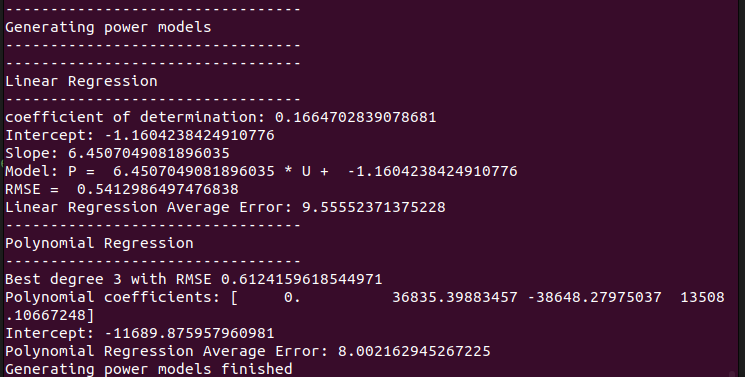 ---------------------------------
Generating power models
---------------------------------
---------------------------------
Linear Regression
---------------------------------
coefficient of determination: 0.1664702839078681
Intercept: -1.1604238424910776
Slope: 6.4507049081896035
Model: P =  6.4507049081896035 * U +  -1.1604238424910776
RMSE =  0.5412986497476838
Linear Regression Average Error: 9.55552371375228
---------------------------------
Polynomial Regression
---------------------------------
Best degree 3 with RMSE 0.6124159618544971
Polynomial coefficients: [     0.          36835.39883457 -38648.27975037  13508
.10667248]
Intercept: -11689.875957960981
Polynomial Regression Average Error: 8.002162945267225
Generating power models finished